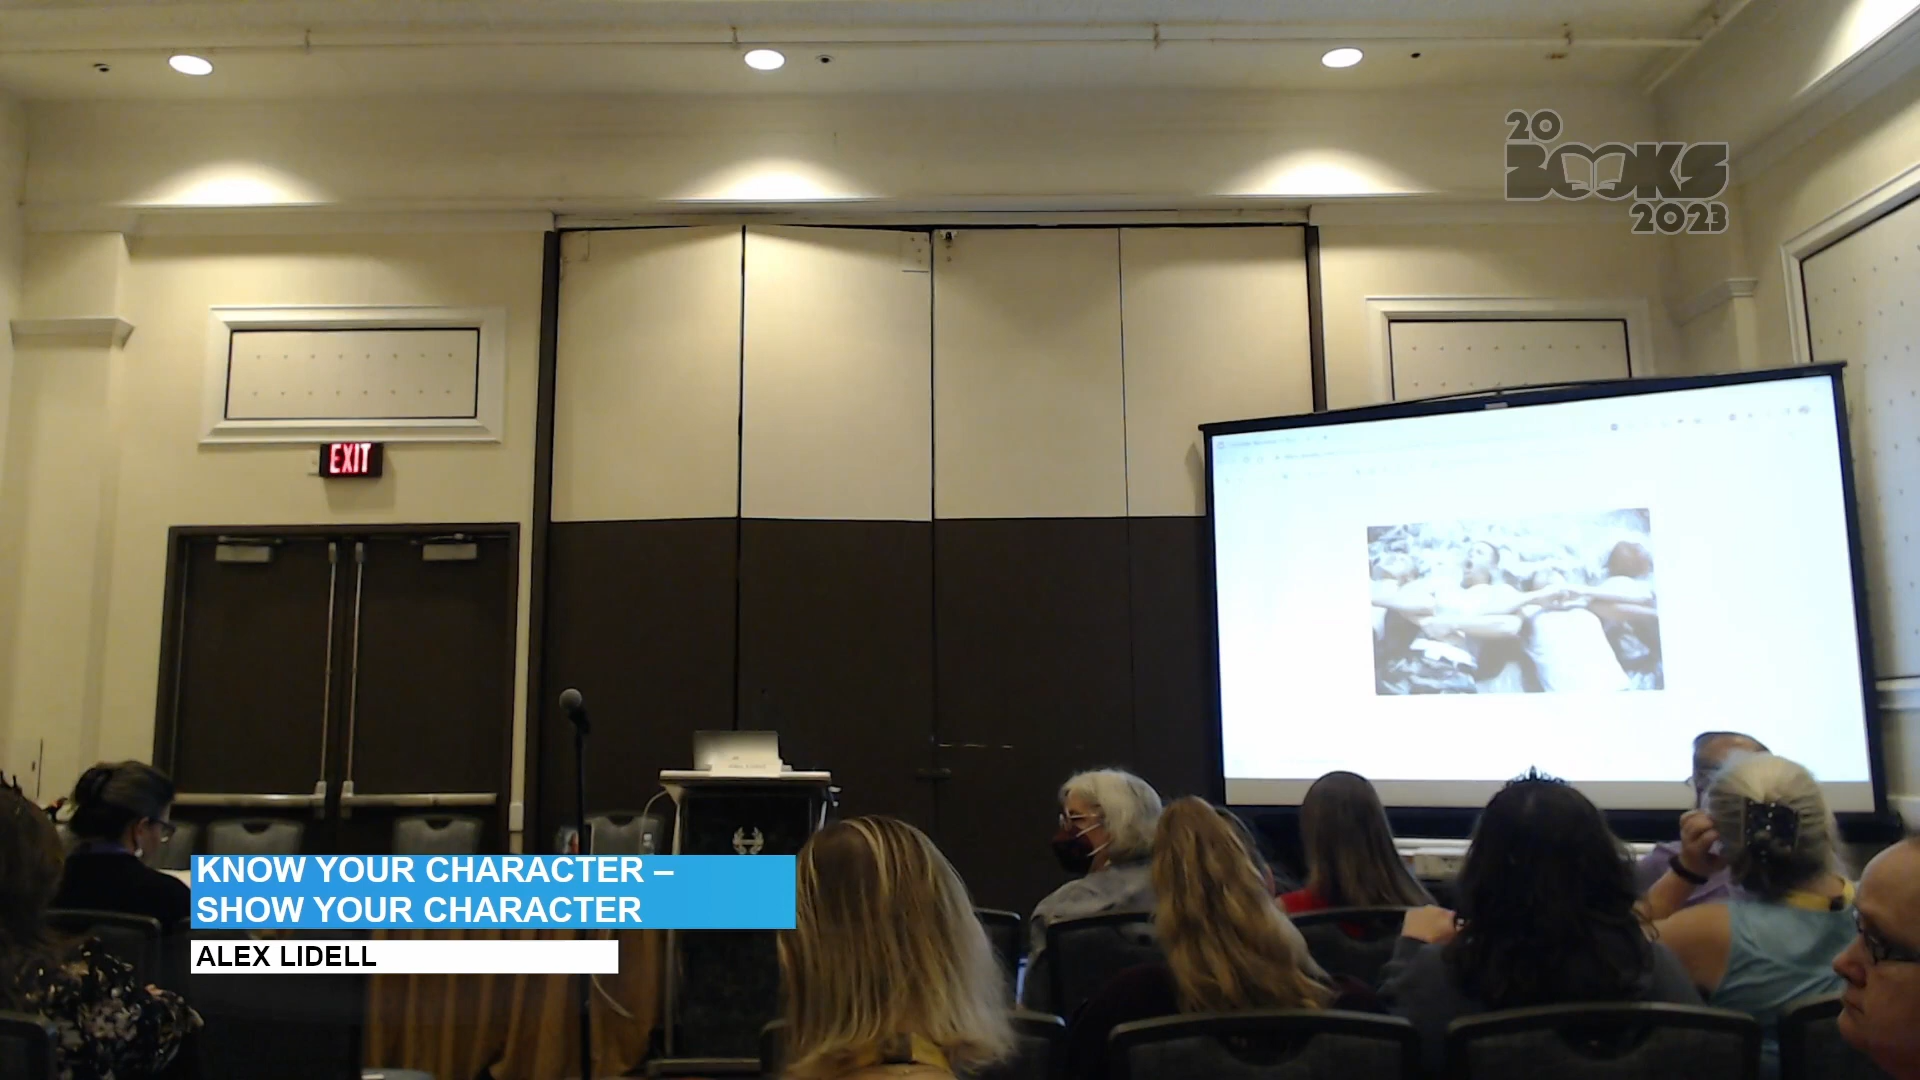 20
BOOKS
2023
EXIT
KNOW YOUR CHARACTER –
SHOW YOUR CHARACTER
ALEX LIDELL